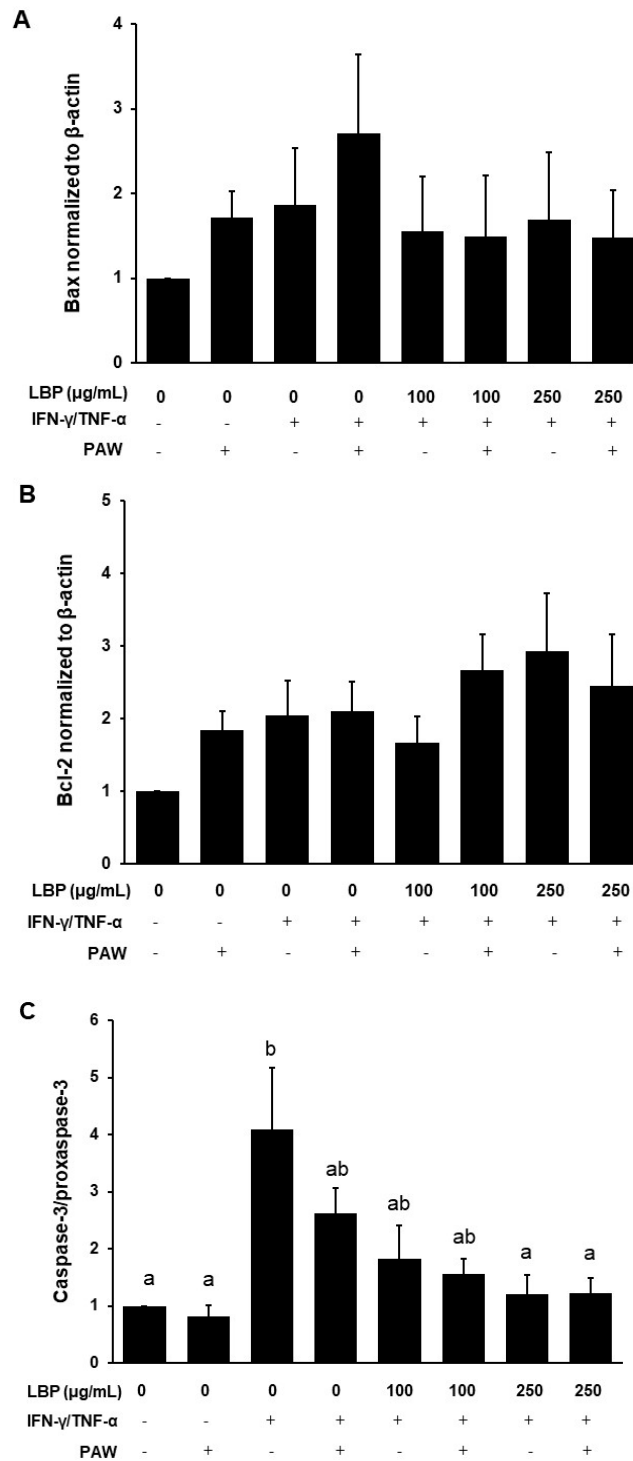 A
Bax normalized to β-actin
4
3
2
1
0
LBP (µg/mL) 0 0 0 0 100 100 250 250
IFN-γ/TNF-α - - + + + + + +
PAW - + - + - + - +
B
Bcl-2 normalized to β-actin
5
4
3
2
1
0
LBP (µg/mL) 0 0 0 0 100 100 250 250
IFN-γ/TNF-α - - + + + + + +
PAW - + - + - + - +
C
Caspase-3/proxaspase-3
6
5
4
3
2
1
0
a a b ab ab ab a a
LBP (µg/mL) 0 0 0 0 100 100 250 250
IFN-γ/TNF-α - - + + + + + +
PAW - + - + - + - +